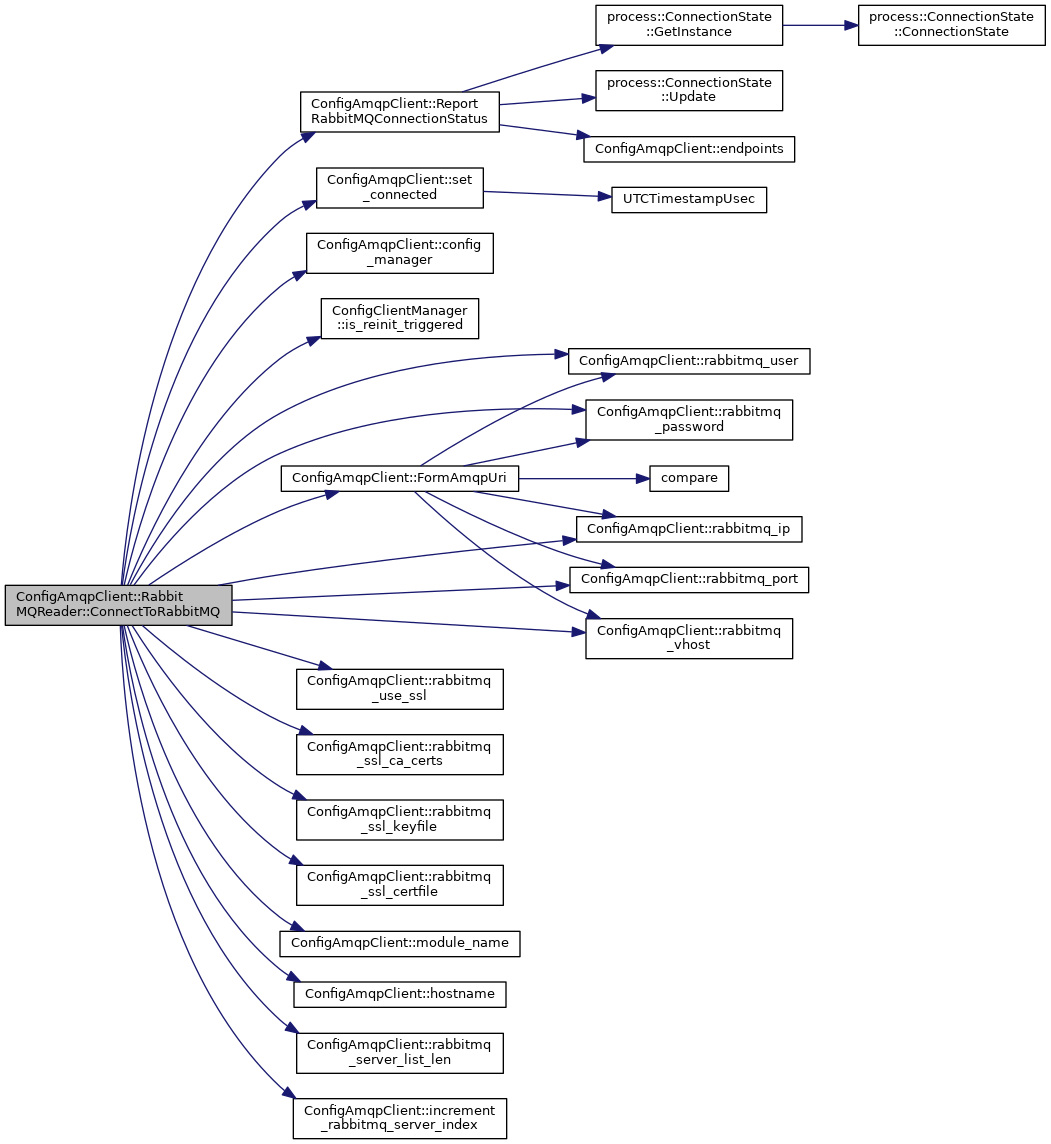 process::ConnectionState
::GetInstance
process::ConnectionState
::ConnectionState
process::ConnectionState
::Update
ConfigAmqpClient::Report
RabbitMQConnectionStatus
ConfigAmqpClient::endpoints
ConfigAmqpClient::set
_connected
UTCTimestampUsec
ConfigAmqpClient::config
_manager
ConfigClientManager
::is_reinit_triggered
ConfigAmqpClient::rabbitmq_user
ConfigAmqpClient::rabbitmq
_password
ConfigAmqpClient::FormAmqpUri
compare
ConfigAmqpClient::rabbitmq_ip
ConfigAmqpClient::rabbitmq_port
ConfigAmqpClient::Rabbit
MQReader::ConnectToRabbitMQ
ConfigAmqpClient::rabbitmq
_vhost
ConfigAmqpClient::rabbitmq
_use_ssl
ConfigAmqpClient::rabbitmq
_ssl_ca_certs
ConfigAmqpClient::rabbitmq
_ssl_keyfile
ConfigAmqpClient::rabbitmq
_ssl_certfile
ConfigAmqpClient::module_name
ConfigAmqpClient::hostname
ConfigAmqpClient::rabbitmq
_server_list_len
ConfigAmqpClient::increment
_rabbitmq_server_index